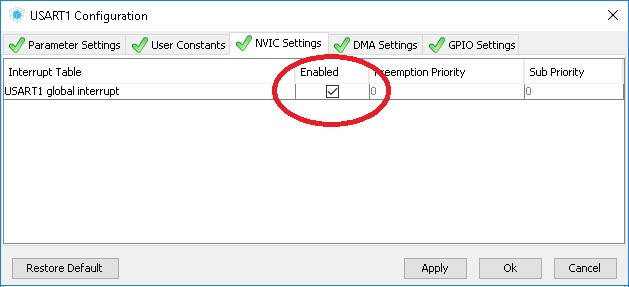 USART1 Configuration
Parameter Settings User Constants NVIC Settings DMA Settings GPIO Settings
Interrupt Table Enabled Preemption Priority Sub Priority
USART1 global interrupt 0 0
Restore Default Apply Ok Cancel